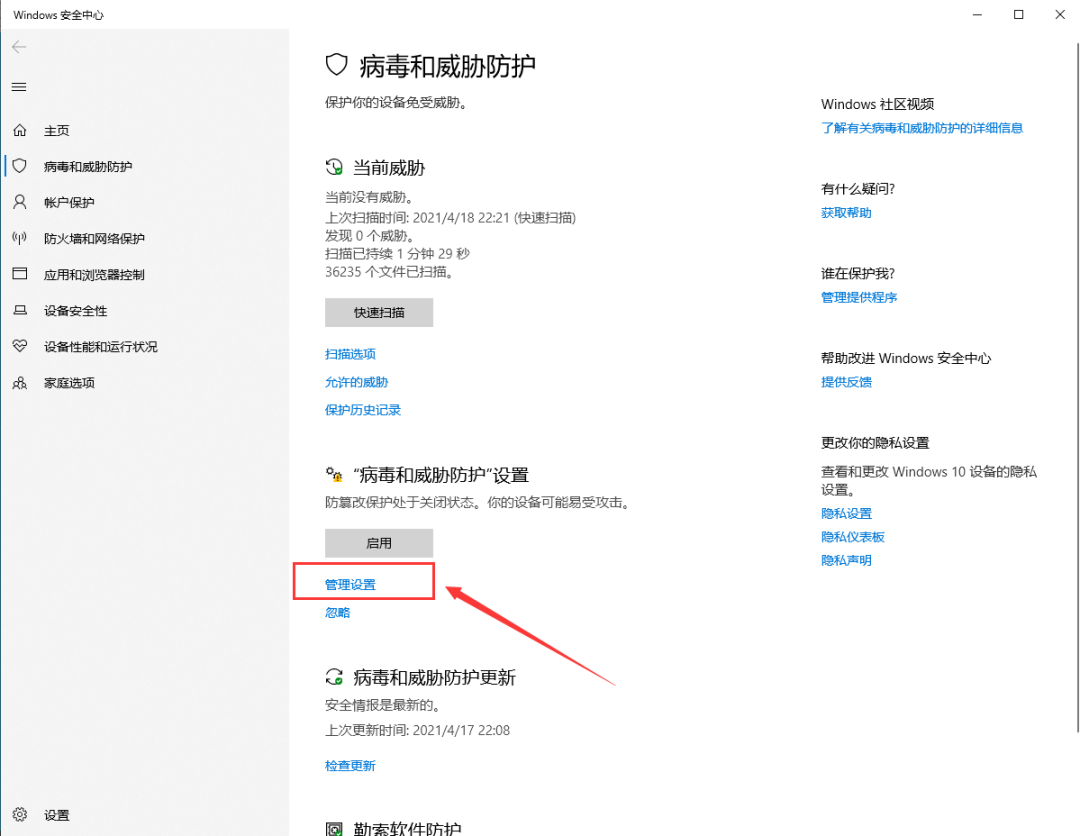 Windows 安全中心
主页
病毒和威胁防护
帐户保护
防火墙和网络保护
应用和浏览器控制
设备安全性
设备性能和运行状况
家庭选项
设置
病毒和威胁防护
保护你的设备免受威胁。
当前威胁
当前没有威胁。
上次扫描时间: 2021/4/18 22:21 (快速扫描)
发现 0 个威胁。
扫描已持续 1 分钟 29 秒
36235 个文件已扫描。
快速扫描
扫描选项
允许的威胁
保护历史记录
“病毒和威胁防护”设置
防篡改保护处于关闭状态。你的设备可能易受攻击。
启用
管理设置
忽略
病毒和威胁防护更新
安全情报是最新的。
上次更新时间: 2021/4/17 22:08
检查更新
勒索软件防护
Windows 社区视频
了解有关病毒和威胁防护的详细信息
有什么疑问?
获取帮助
谁在保护我?
管理提供程序
帮助改进 Windows 安全中心
提供反馈
更改你的隐私设置
查看和更改 Windows 10 设备的隐私
设置。
隐私设置
隐私仪表板
隐私声明